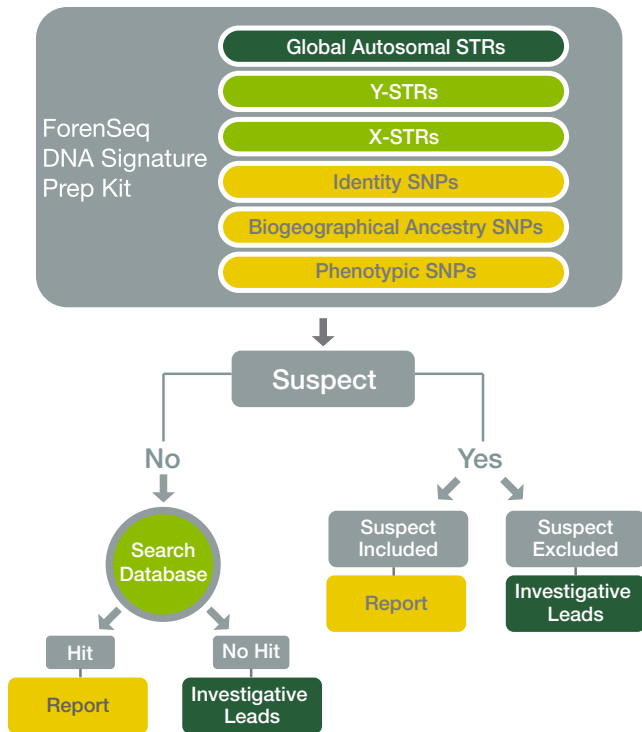 ForenSeq
DNA Signature
Prep Kit
Global Autosomal STRs
Y-STRs
X-STRs
Identity SNPs
Biogeographical Ancestry SNPs
Phenotypic SNPs
Suspect
No
Yes
Search
Database
Hit
Report
No Hit
Investigative
Leads
Suspect
Included
Report
Suspect
Excluded
Investigative
Leads